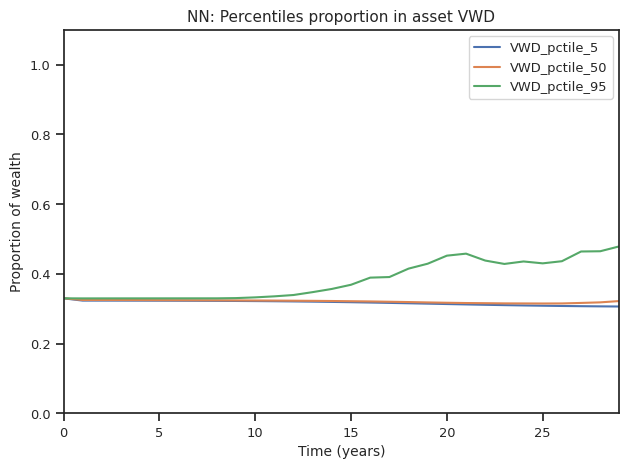 NN: Percentiles proportion in asset VWD
VWD_pctile_5
VWD_pctile_50
VWD_pctile_95
Proportion of wealth
1.0
0.8
0.6
0.4
0.2
0.0
0 5 10 15 20 25
Time (years)